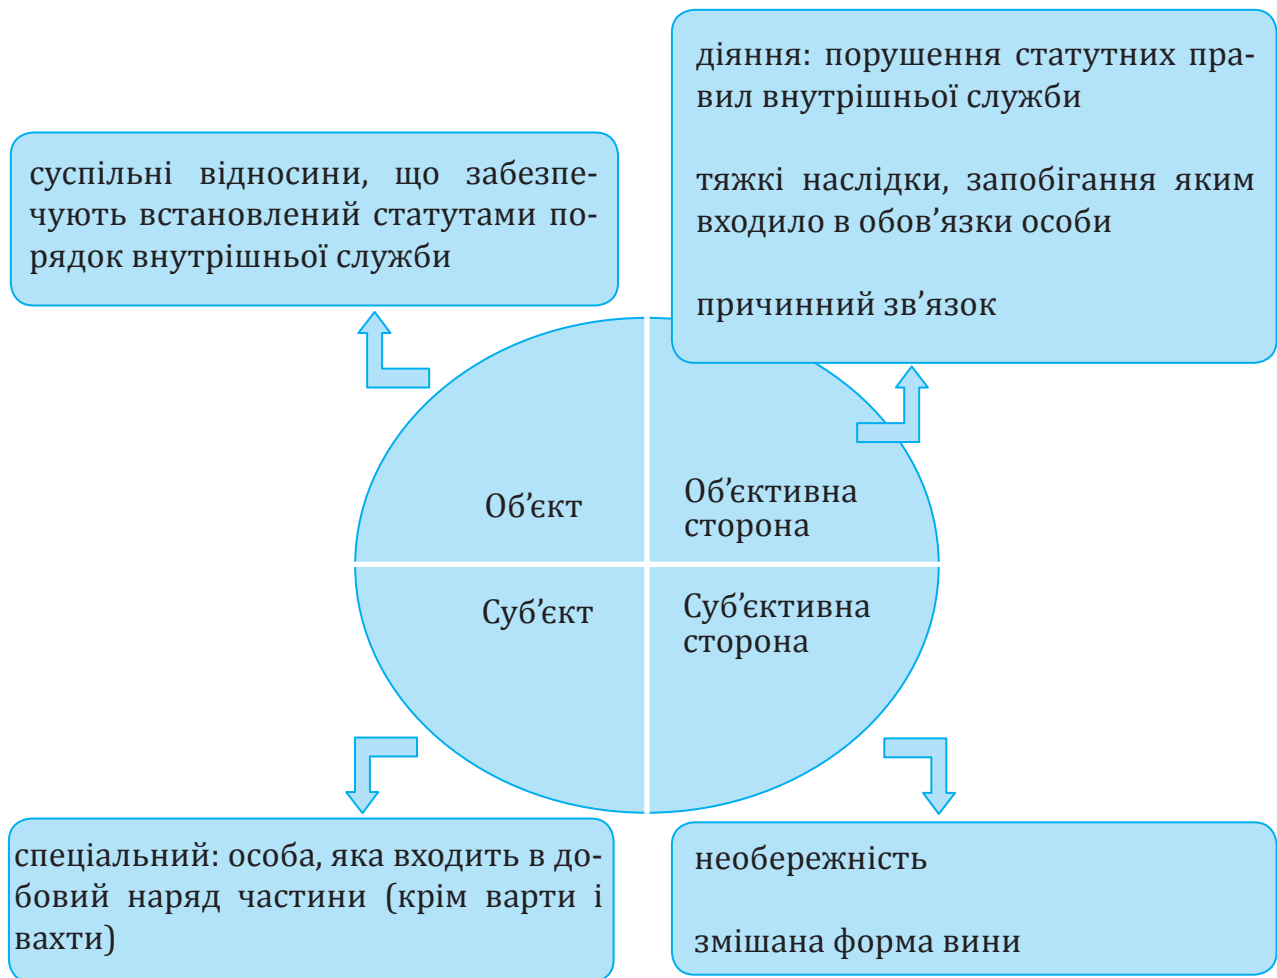 діяння: порушення статутних пра-
вил внутрішньої служби
тяжкі наслідки, запобігання яким
входило в обов’язки особи
причинний зв’язок
суспільні відносини, що забезпе-
чують встановлений статутами по-
рядок внутрішньої служби
Об’єкт
Об’єктивна
сторона
Суб’єкт
Суб’єктивна
сторона
спеціальний: особа, яка входить в до-
бовий наряд частини (крім варти і
вахти)
необережність
змішана форма вини